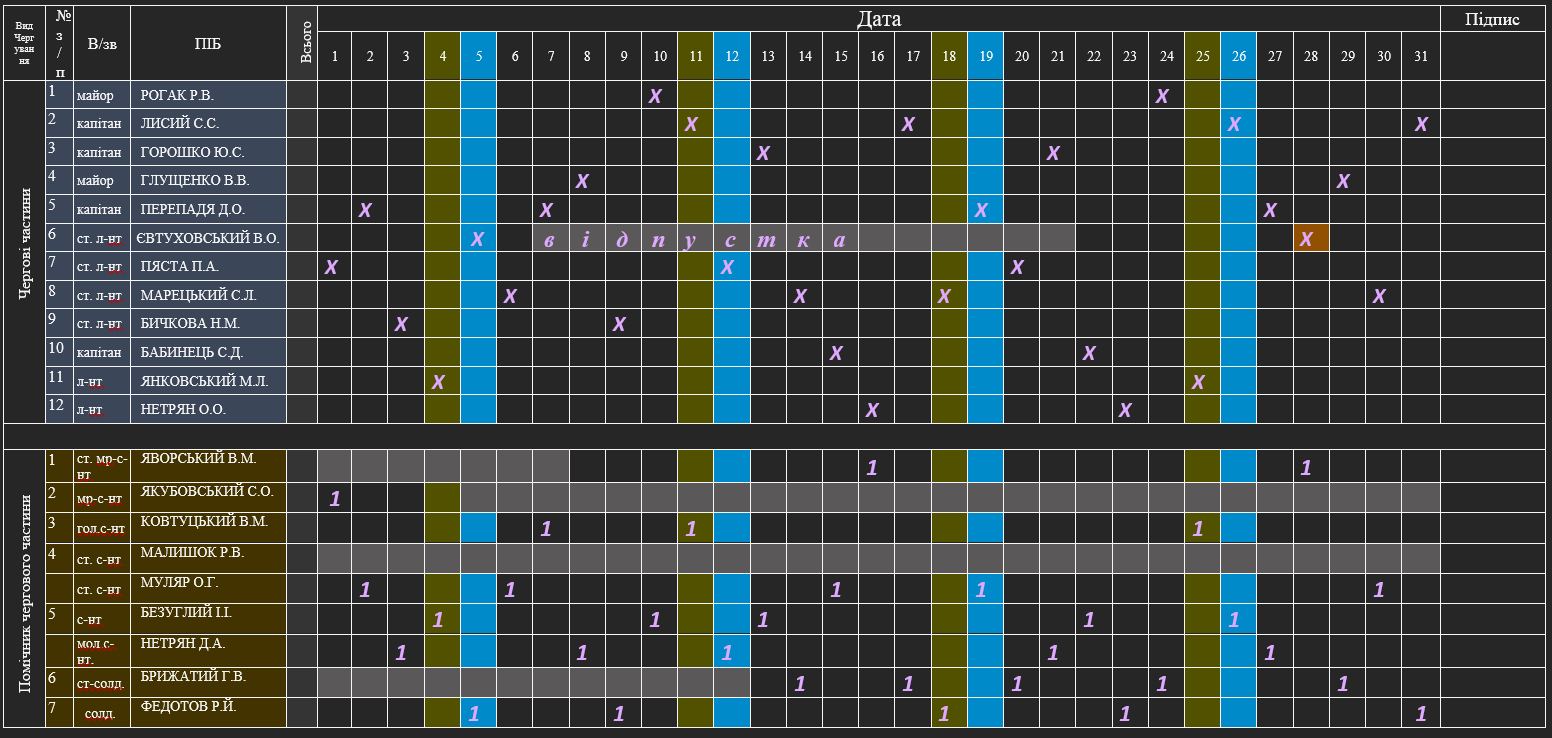 Вид Черг уван ня № з / п В/зв ПІБ Всього Дата Підпис
1 2 3 4 5 6 7 8 9 10 11 12 13 14 15 16 17 18 19 20 21 22 23 24 25 26 27 28 29 30 31
Чергові частини
1 майор РОГАК Р.В. X X
2 капітан ЛИСИЙ С.С. X X X X
3 капітан ГОРОШКО Ю.С. X X
4 майор ГЛУЩЕНКО В.В. X X
5 капітан ПЕРЕПАДЯ Д.О. X X X X
6 ст. л-нт ЄВТУХОВСЬКИЙ В.О. X в і д п у с т к а X
7 ст. л-нт ПЯСТА П.А. X X X
8 ст. л-нт МАРЕЦЬКИЙ С.Л. X X X X
9 ст. л-нт БИЧКОВА Н.М. X X
10 капітан БАБИНЕЦЬ С.Д. X X
11 л-нт ЯНКОВСЬКИЙ М.Л. X X
12 л-нт НЕТРЯН О.О. X X
Помічник чергового частини
1 ст. мр-с-нт ЯВОРСЬКИЙ В.М. 1 1
2 мр-с-нт ЯКУБОВСЬКИЙ С.О. 1
3 гол.с-нт КОВТУЦЬКИЙ В.М. 1 1 1
4 ст. с-нт МАЛИШОК Р.В.
ст. с-нт МУЛЯР О.Г. 1 1 1 1 1
5 с-нт БЕЗУГЛИЙ І.І. 1 1 1 1 1
мол.с-нт. НЕТРЯН Д.А. 1 1 1 1 1
6 ст-солд. БРИЖАТИЙ Г.В. 1 1 1 1 1
7 солд. ФЕДОТОВ Р.Й. 1 1 1 1 1